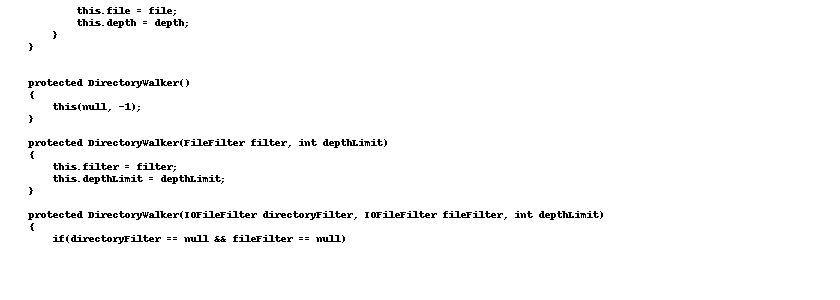 this.file = file;
this.depth = depth;
}
}
protected DirectoryWalker()
{
this(null, -1);
}
protected DirectoryWalker(FileFilter filter, int depthLimit)
{
this.filter = filter;
this.depthLimit = depthLimit;
}
protected DirectoryWalker(IOFileFilter directoryFilter, IOFileFilter fileFilter, int depthLimit)
{
if(directoryFilter == null && fileFilter == null)